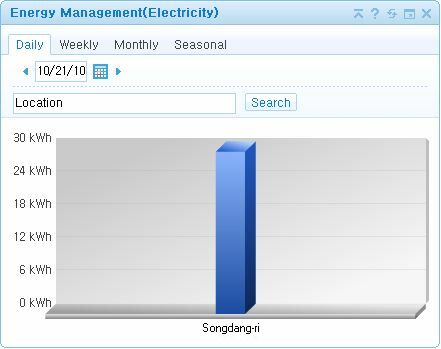 Energy Management(Electricity)
Daily Weekly Monthly Seasonal
10/21/10
Location Search
30 kWh
24 kWh
18 kWh
12 kWh
6 kWh
0 kWh
Songdang-ri